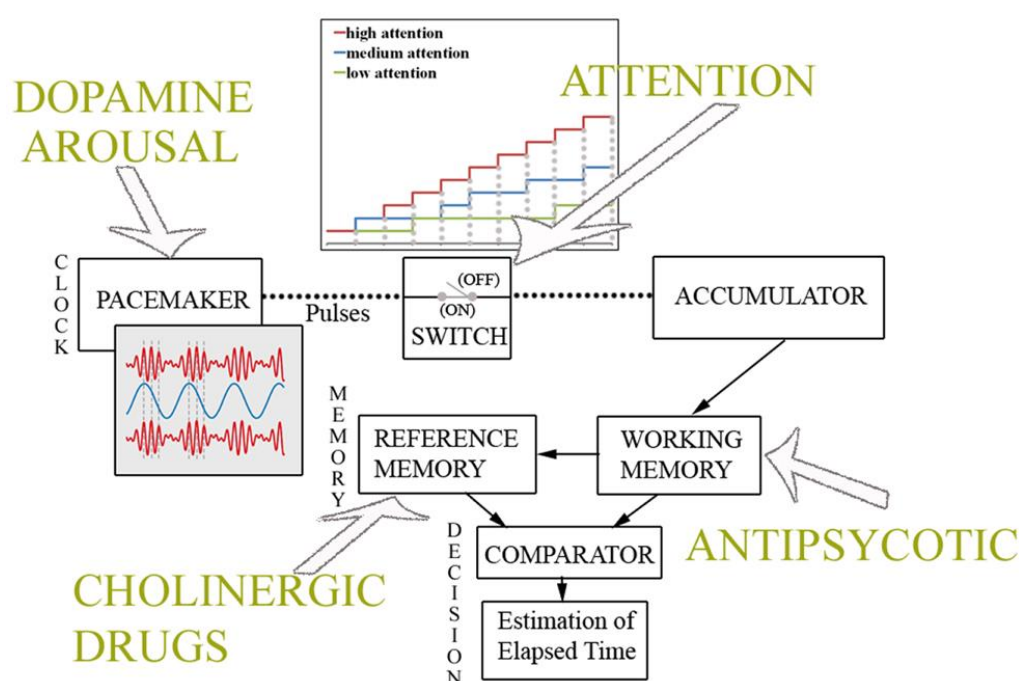 high attention
medium attention
low attention
DOPAMINE
AROUSAL
ATTENTION
CLOCK
PACEMAKER
Pulses
(OFF)
(ON)
SWITCH
ACCUMULATOR
MEMORY
REFERENCE
MEMORY
WORKING
MEMORY
DECISION
COMPARATOR
ANTIPSYCOTIC
CHOLINERGIC
DRUGS
Estimation of
Elapsed Time